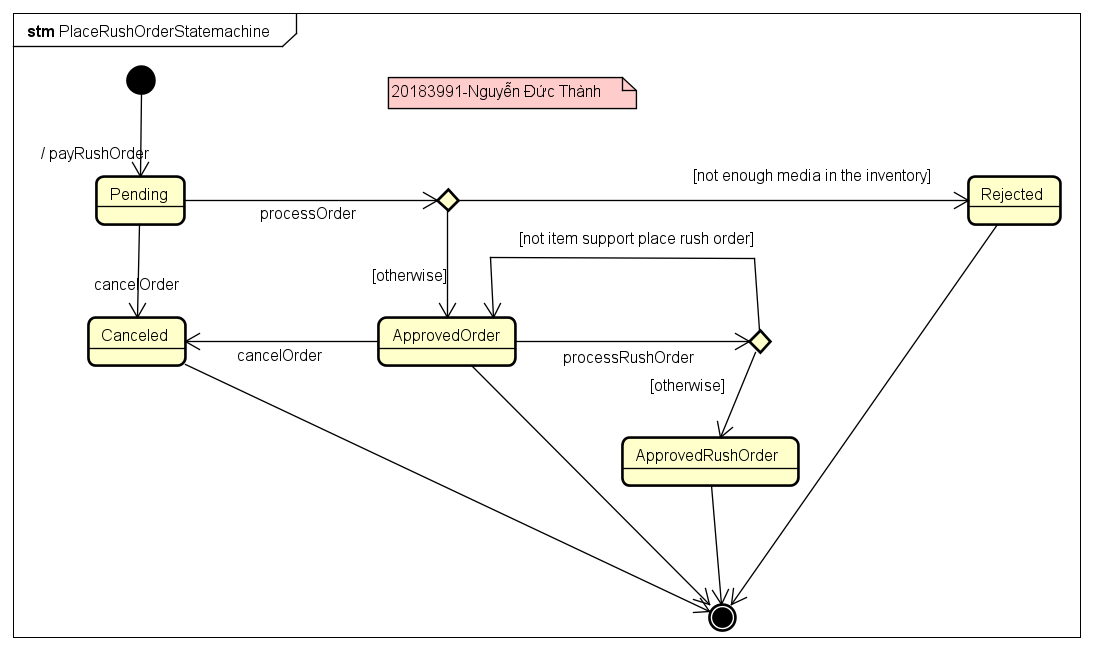 stm PlaceRushOrderStatemachine
20183991-Nguyễn Đức Thành
/ payRushOrder
[not enough media in the inventory]
Pending
Rejected
processOrder
[not item support place rush order]
[otherwise]
cancelOrder
Canceled
ApprovedOrder
cancelOrder
processRushOrder
[otherwise]
ApprovedRushOrder